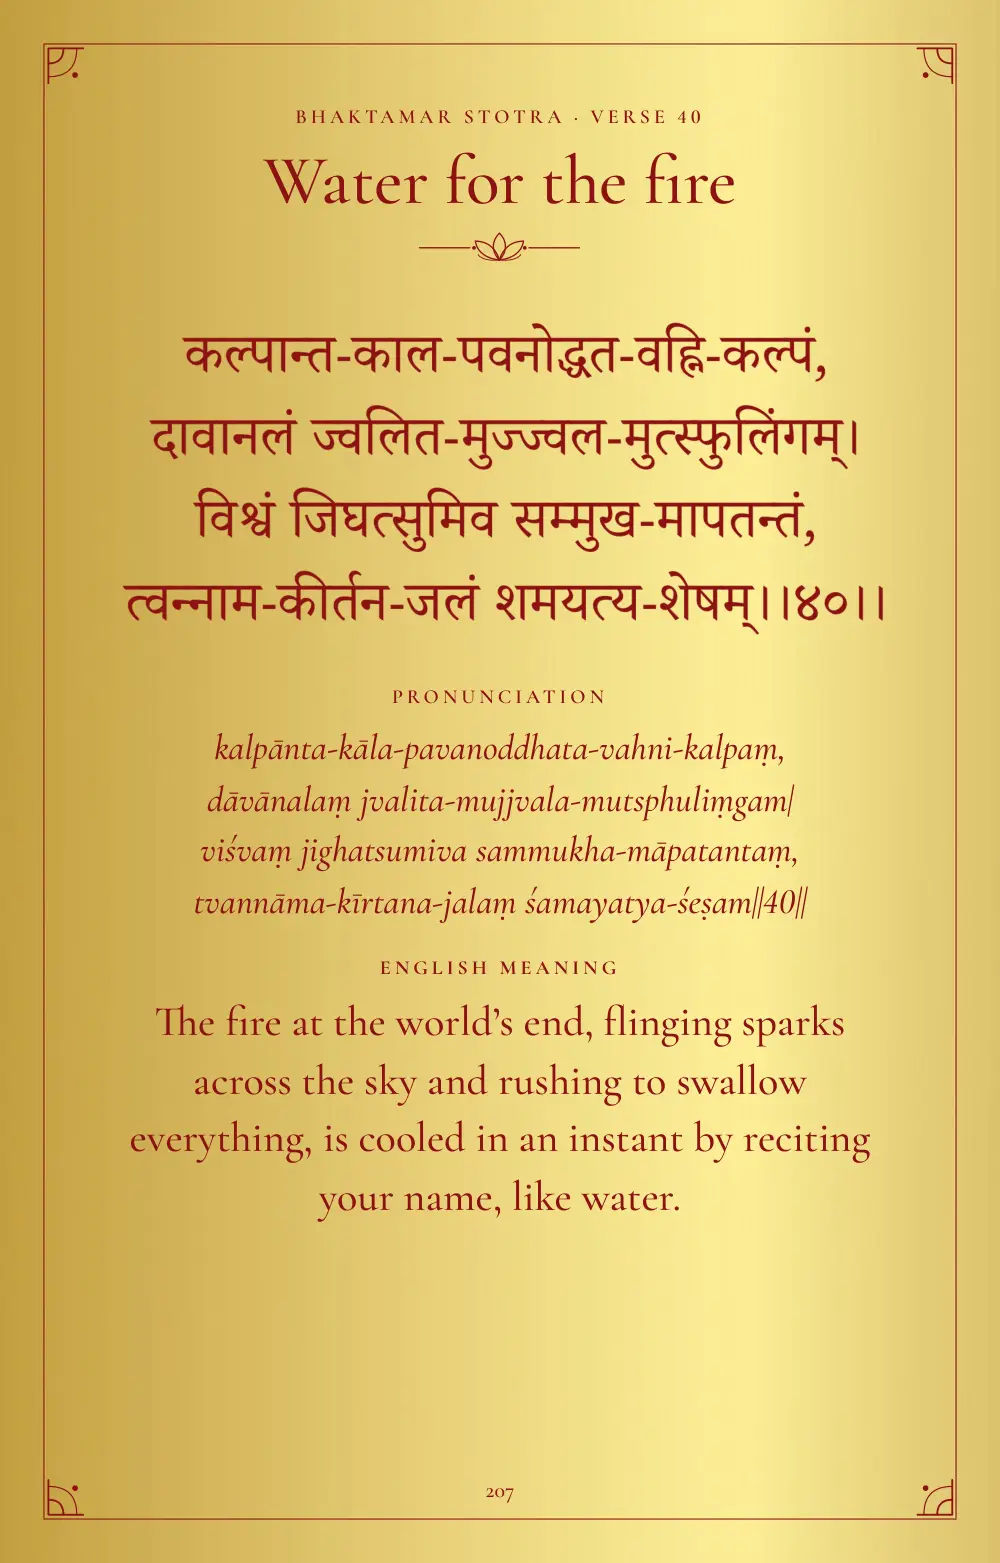 BHAKTAMAR STOTRA · VERSE 40
Water for the fire
कल्पान्त-काल-पवनोद्धत-वह्नि-कल्पं,
दावानलं ज्वलित-मुज्ज्वल-मुत्स्फुलिंगम्।
विश्वं जिघत्सुमिव सम्मुख-मापतन्तं,
त्वन्नाम-कीर्तन-जलं शमयत्य-शेषम्।।४०।।
PRONUNCIATION
kalpānta-kāla-pavanoddhata-vahni-kalpaṃ,
dāvānalaṃ jvalita-mujjvala-mutsphuliṃgam|
viśvaṃ jighatsumiva sammukha-māpatantaṃ,
tvannāma-kīrtana-jalaṃ śamayatya-śeṣam||40||
ENGLISH MEANING
The fire at the world’s end, flinging sparks
across the sky and rushing to swallow
everything, is cooled in an instant by reciting
your name, like water.
207